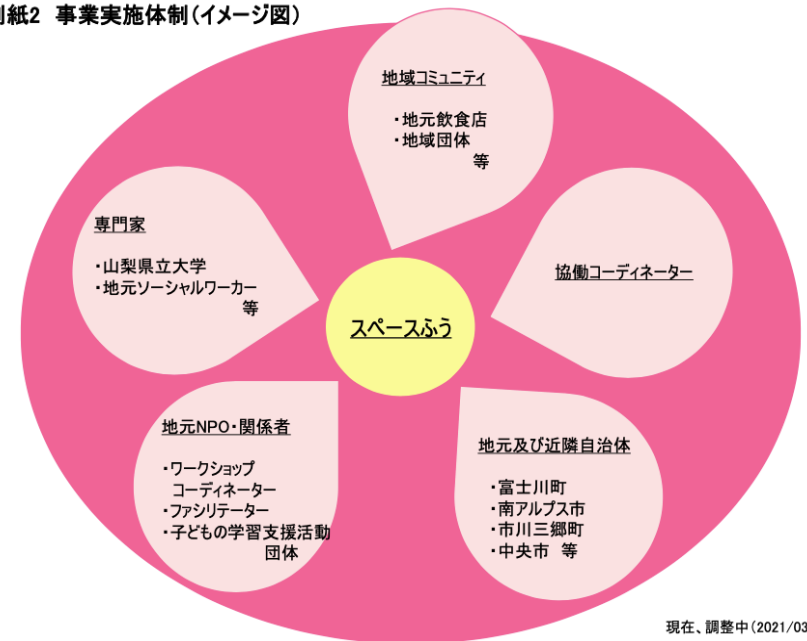 別紙2 事業実施体制(イメージ図)
地域コミュニティ
・地元飲食店
・地域団体
等
専門家
・山梨県立大学
・地元ソーシャルワーカー
等
協働コーディネーター
スペースふう
地元NPO・関係者
・ワークショップ
コーディネーター
・ファシリテーター
・子どもの学習支援活動
団体
地元及び近隣自治体
・富士川町
・南アルプス市
・市川三郷町
・中央市 等
現在、調整中(2021/03